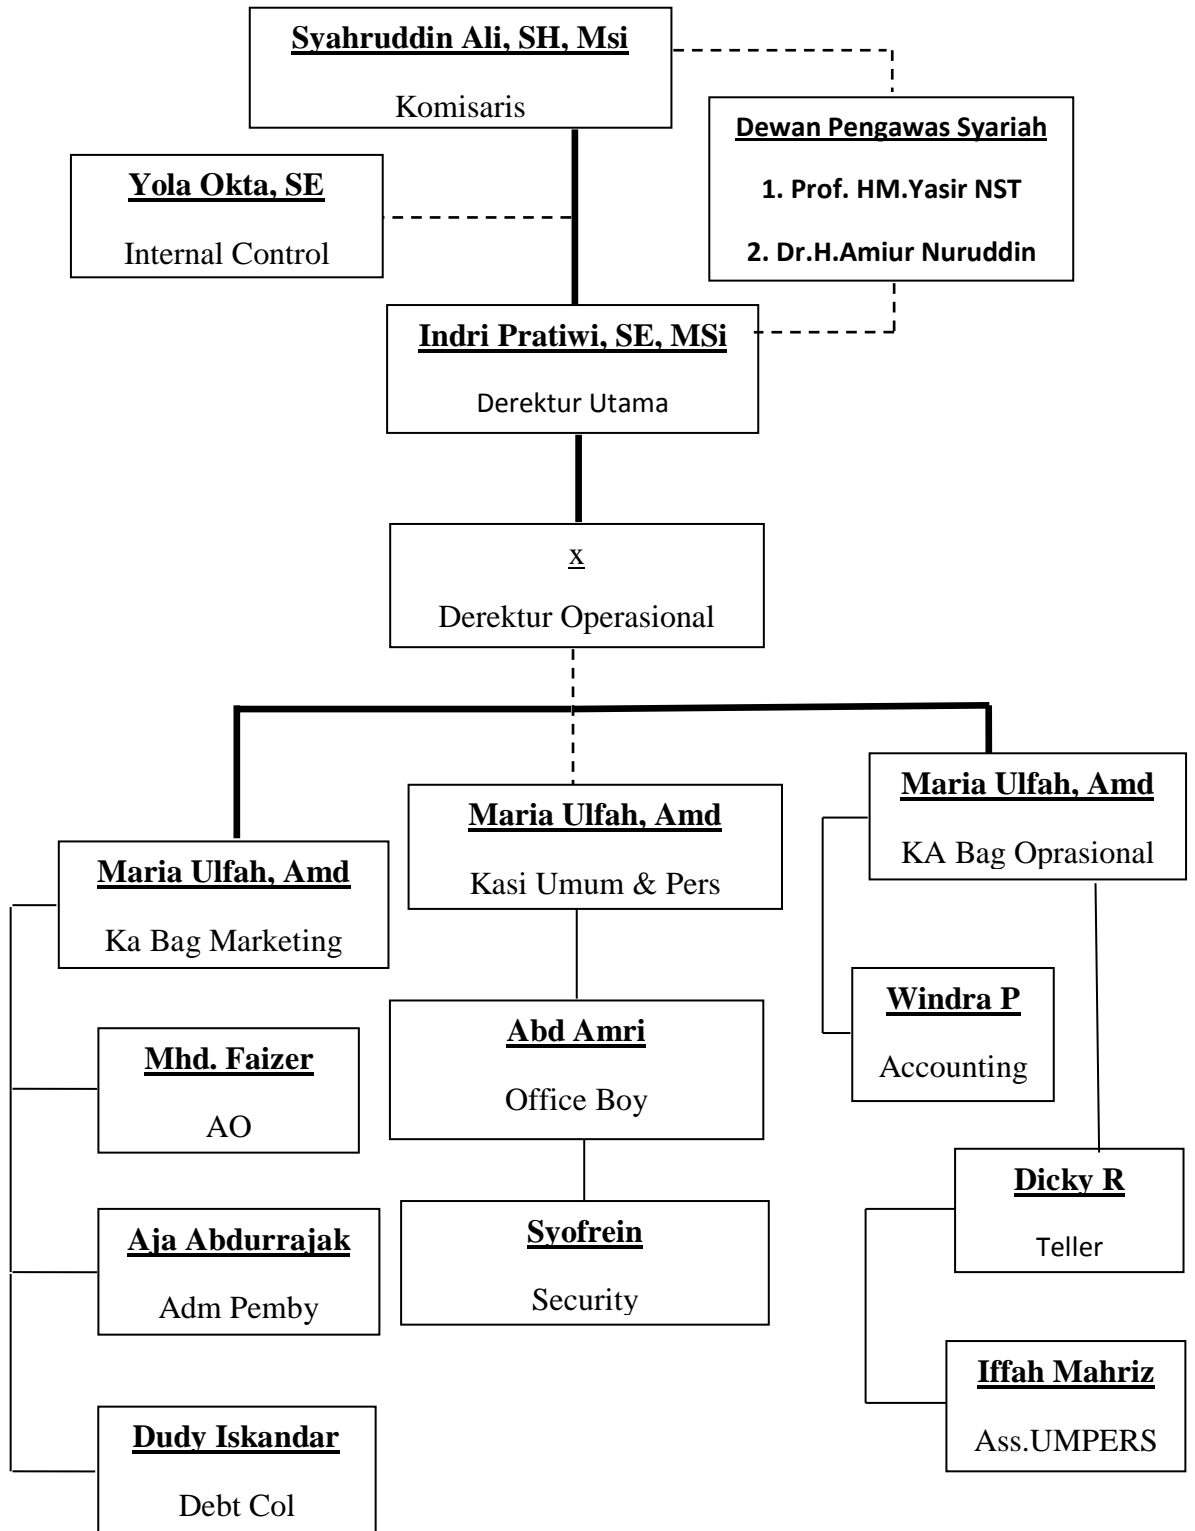 Syahruddin Ali, SH, Msi
Komisaris
Dewan Pengawas Syariah
1. Prof. HM.Yasir NST
2. Dr.H.Amiur Nuruddin
Yola Okta, SE
Internal Control
Indri Pratiwi, SE, MSi
Derektur Utama
x
Derektur Operasional
Maria Ulfah, Amd
Ka Bag Marketing
Mhd. Faizer
AO
Aja Abdurrajak
Adm Pemby
Dudy Iskandar
Debt Col
Maria Ulfah, Amd
Kasi Umum & Pers
Abd Amri
Office Boy
Syofrein
Security
Maria Ulfah, Amd
KA Bag Oprasional
Windra P
Accounting
Dicky R
Teller
Iffah Mahriz
Ass.UMPERS